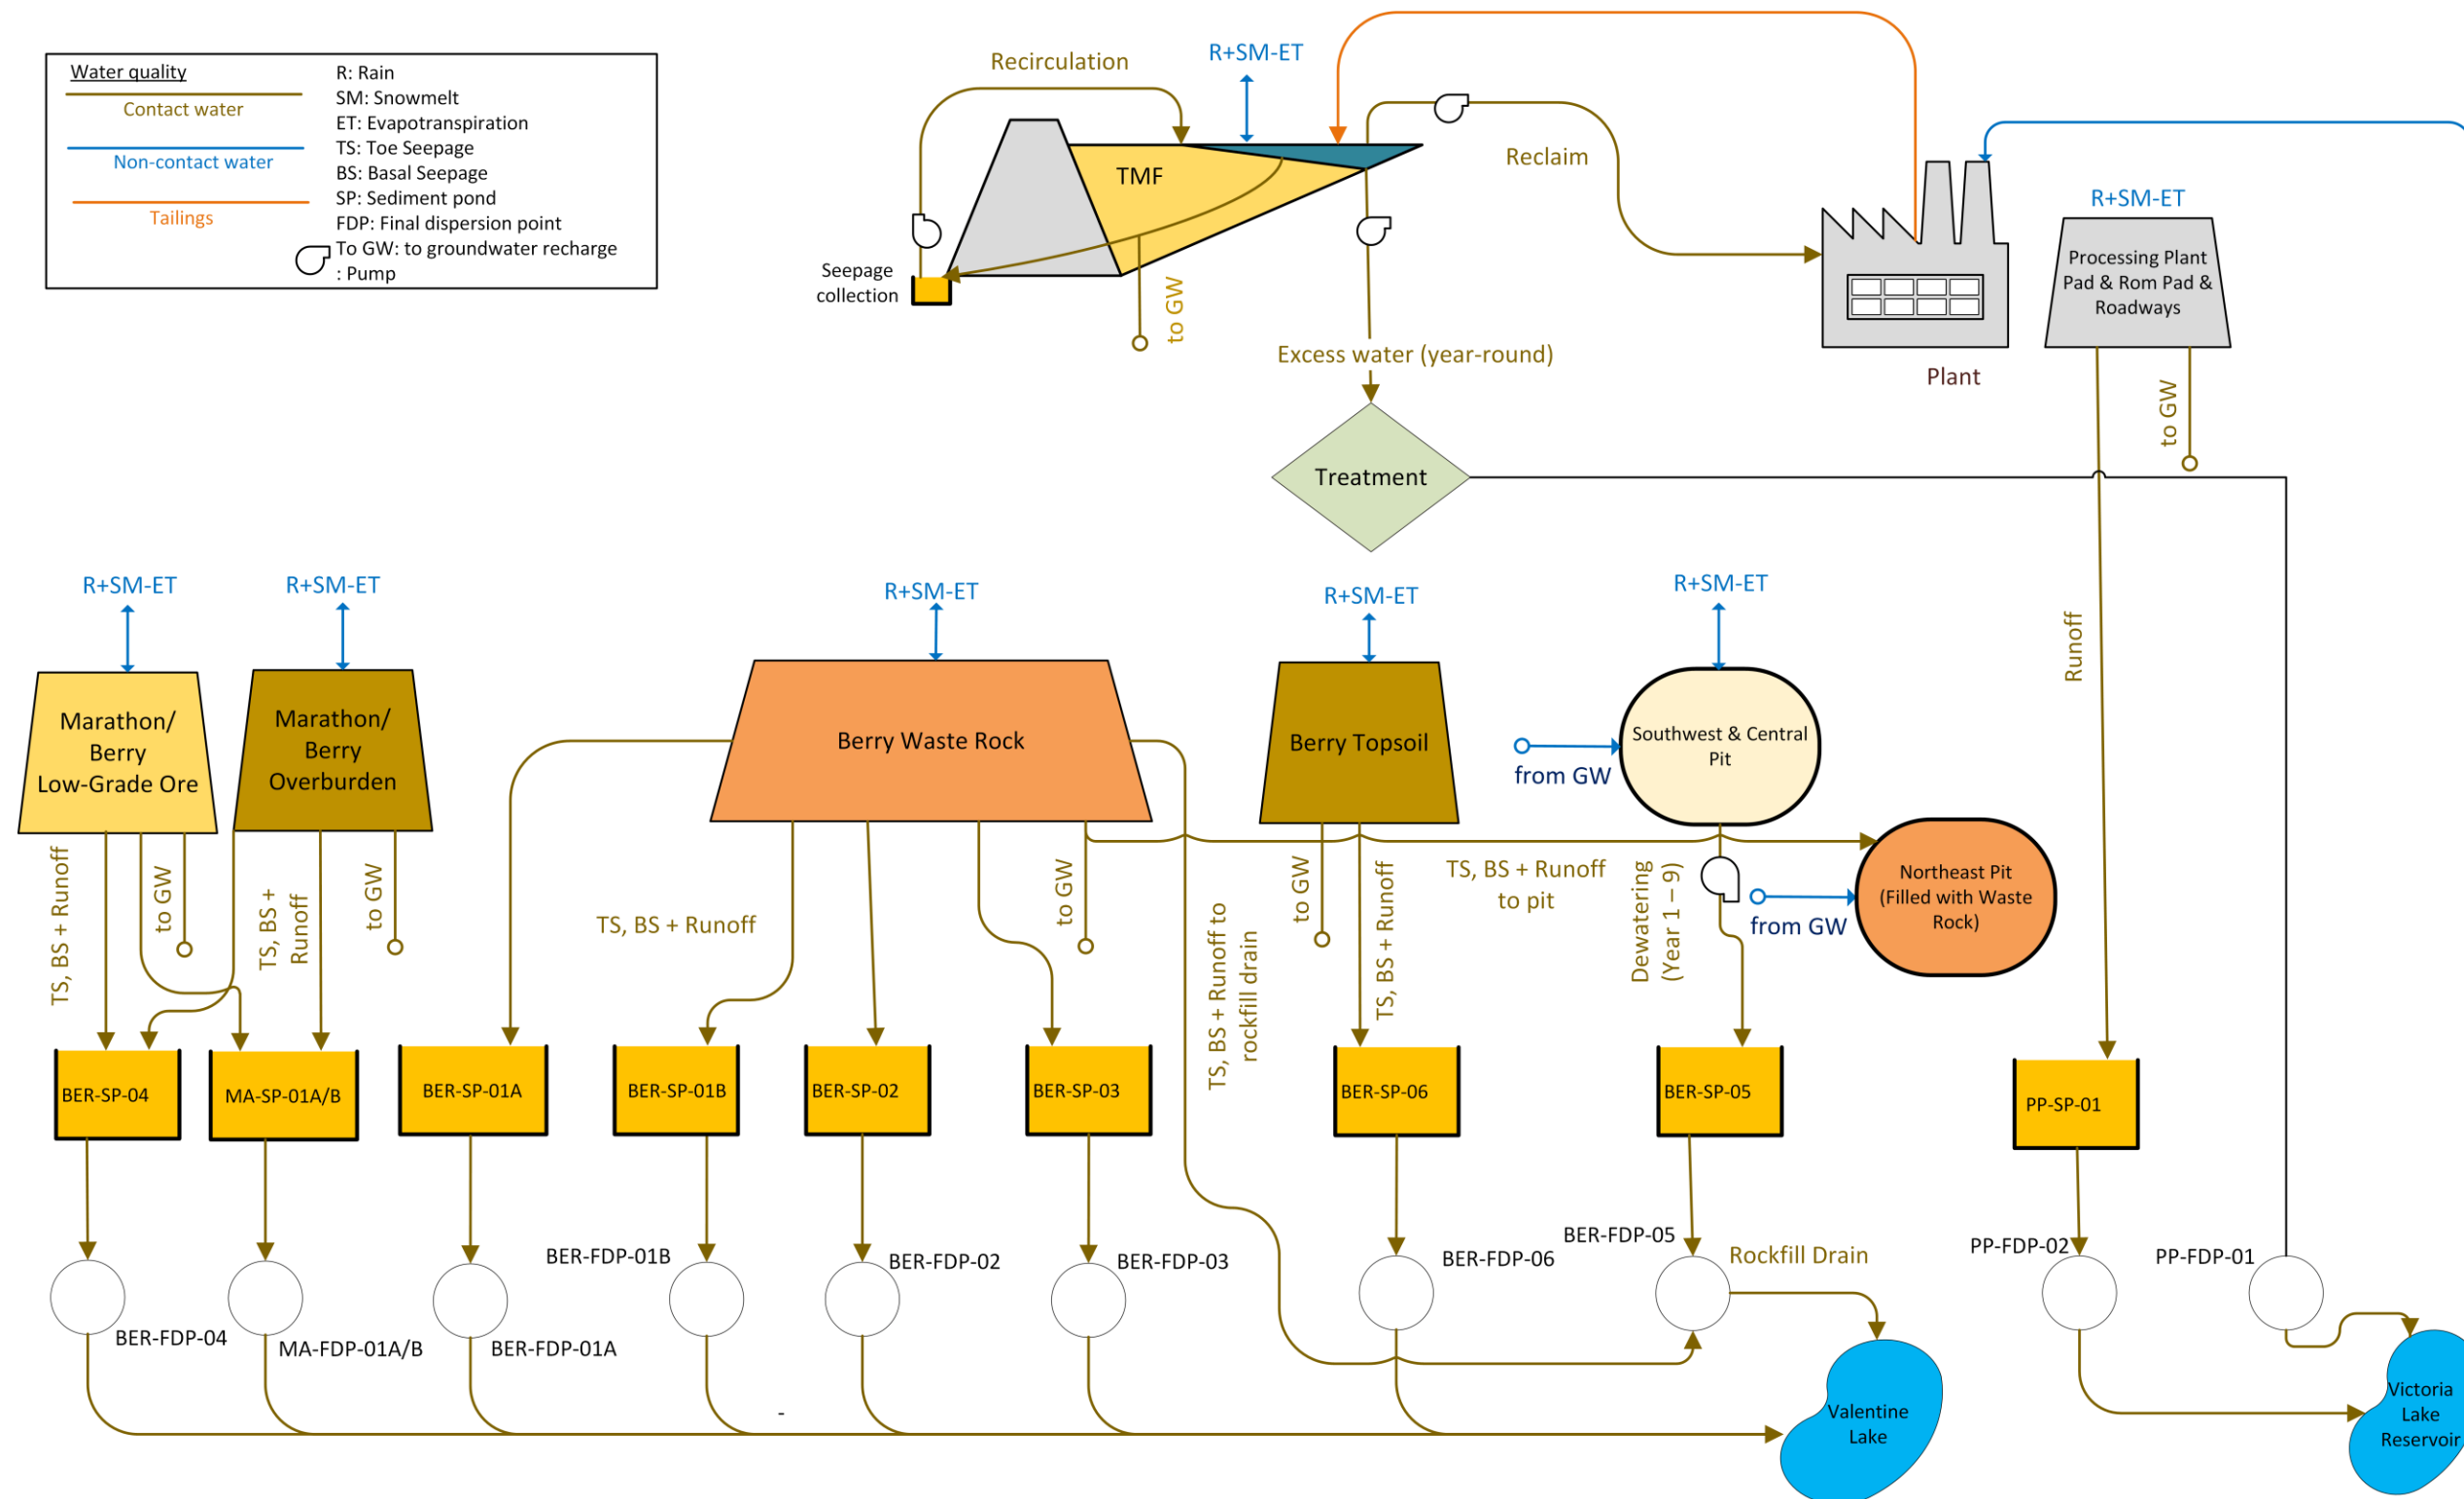 Water quality
Contact water
Non-contact water
Tailings
R: Rain
SM: Snowmelt
ET: Evapotranspiration
TS: Toe Seepage
BS: Basal Seepage
SP: Sediment pond
FDP: Final dispersion point
To GW: to groundwater recharge
: Pump
Recirculation
R+SM-ET
TMF
Reclaim
Seepage
collection
to GW
Excess water (year-round)
Treatment
Plant
R+SM-ET
Processing Plant
Pad & Rom Pad &
Roadways
to GW
Runoff
R+SM-ET
R+SM-ET
R+SM-ET
R+SM-ET
R+SM-ET
Marathon/
Berry
Low-Grade Ore
Marathon/
Berry
Overburden
Berry Waste Rock
Berry Topsoil
Southwest & Central
Pit
from GW
Northeast Pit
(Filled with Waste
Rock)
from GW
TS, BS + Runoff
to GW
TS, BS +
Runoff
to GW
TS, BS + Runoff
to GW
TS, BS + Runoff to
rockfill drain
to GW
TS, BS + Runoff
TS, BS + Runoff
to pit
Dewatering
(Year 1 – 9)
BER-SP-04
MA-SP-01A/B
BER-SP-01A
BER-SP-01B
BER-SP-02
BER-SP-03
BER-SP-06
BER-SP-05
PP-SP-01
BER-FDP-04
MA-FDP-01A/B
BER-FDP-01A
BER-FDP-01B
BER-FDP-02
BER-FDP-03
BER-FDP-06
BER-FDP-05
Rockfill Drain
PP-FDP-02
PP-FDP-01
-
Valentine
Lake
Victoria
Lake
Reservoir